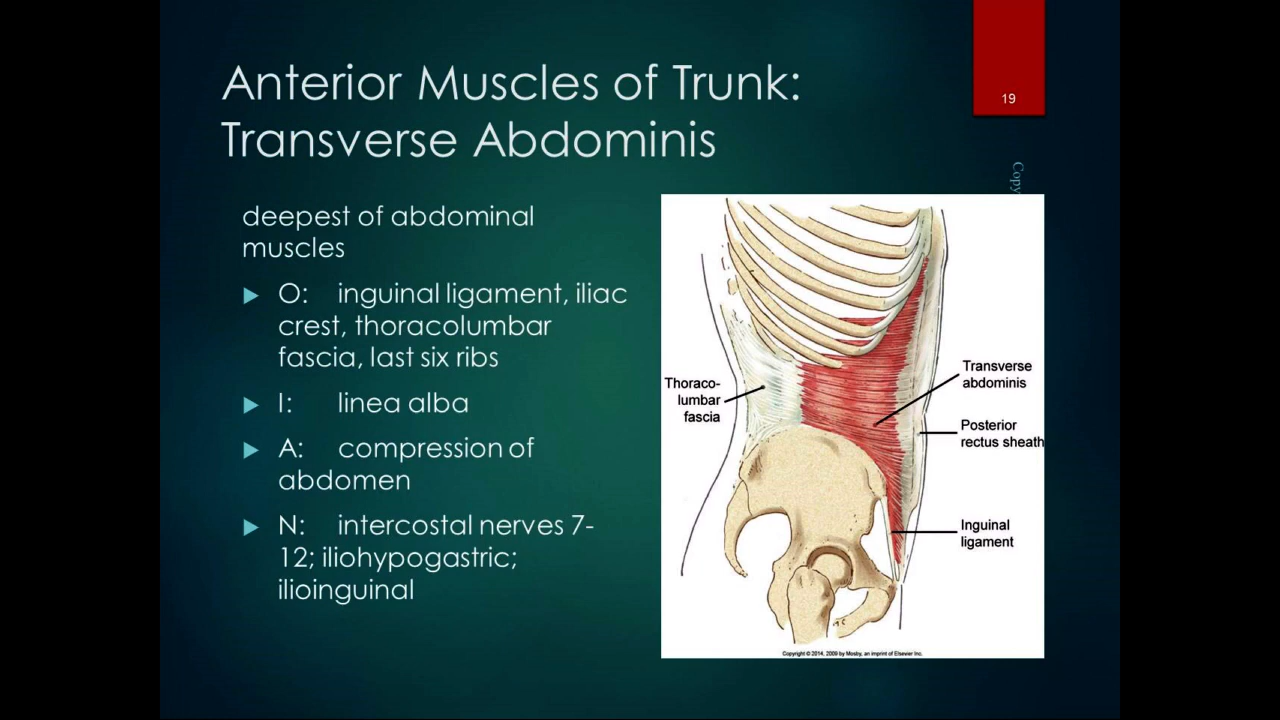 Anterior Muscles of Trunk:
Transverse Abdominis
19
Copy
deepest of abdominal
muscles
▶ O: inguinal ligament, iliac
crest, thoracolumbar
fascia, last six ribs
▶ I: linea alba
▶ A: compression of
abdomen
▶ N: intercostal nerves 7-
12; iliohypogastric;
ilioinguinal
Thoraco-
lumbar
fascia
Transverse
abdominis
Posterior
rectus sheath
Inguinal
ligament
Copyright © 2014, 2009 by Mosby, an imprint of Elsevier Inc.